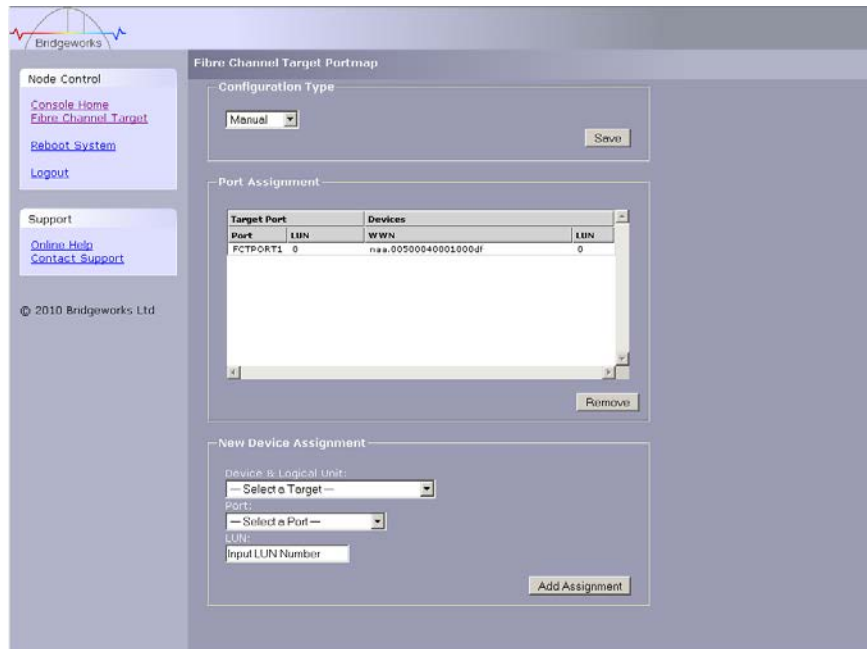 Bridgeworks
Node Control
Console Home
Fibre Channel Target
Reboot System
Logout
Support
Online Help
Contact Support
© 2010 Bridgeworks Ltd
Fibre Channel Target Portmap
Configuration Type
Manual
Save
Port Assignment
Target Port Devices
Port LUN WWN LUN
FCTPORT1 0 naa.00500040001000df 0
Remove
New Device Assignment
Device & Logical Unit:
--- Select a Target ---
Port:
--- Select a Port ---
LUN:
Input LUN Number
Add Assignment